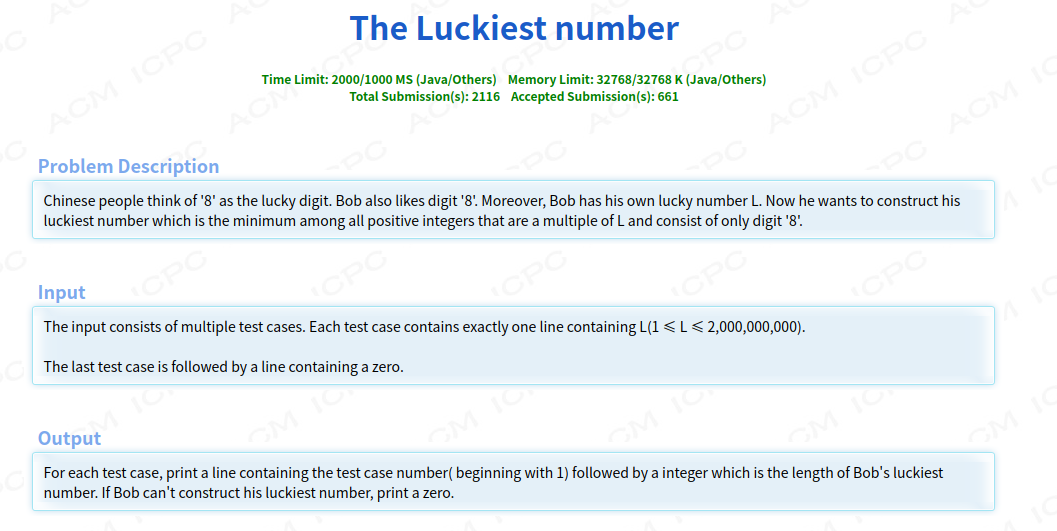 The Luckiest number
Time Limit: 2000/1000 MS (Java/Others) Memory Limit: 32768/32768 K (Java/Others)
Total Submission(s): 2116 Accepted Submission(s): 661
Problem Description
Chinese people think of '8' as the lucky digit. Bob also likes digit '8'. Moreover, Bob has his own lucky number L. Now he wants to construct his
luckiest number which is the minimum among all positive integers that are a multiple of L and consist of only digit '8'.
Input
The input consists of multiple test cases. Each test case contains exactly one line containing L(1 ≤ L ≤ 2,000,000,000).
The last test case is followed by a line containing a zero.
Output
For each test case, print a line containing the test case number( beginning with 1) followed by a integer which is the length of Bob's luckiest
number. If Bob can't construct his luckiest number, print a zero.